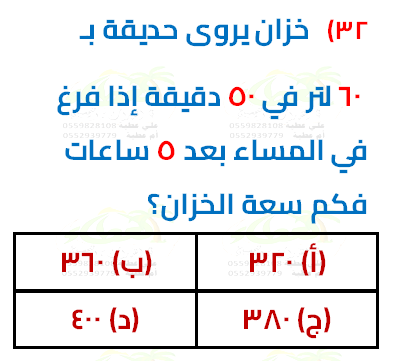 ٣٢) خزان يروى حديقة بـ
٦٠ لتر في ٥٠ دقيقة إذا فرغ
في المساء بعد ٥ ساعات
فكم سعة الخزان؟
(أ) ٣٢٠ (ب) ٣٦٠
(ج) ٣٨٠ (د) ٤٠٠